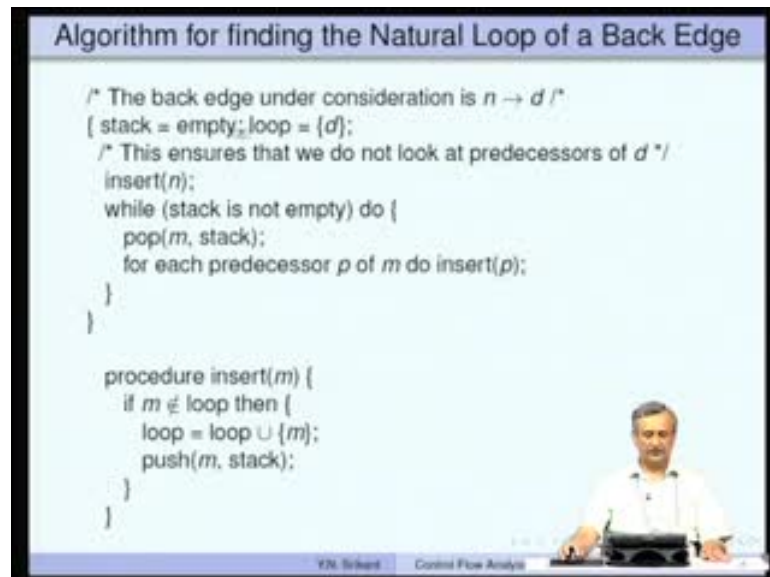 Algorithm for finding the Natural Loop of a Back Edge
/* The back edge under consideration is n → d /*
{ stack = empty; loop = {d};
/* This ensures that we do not look at predecessors of d */
insert(n);
while (stack is not empty) do {
pop(m, stack);
for each predecessor p of m do insert(p);
}
}
procedure insert(m) {
if m ∉ loop then {
loop = loop ∪ {m};
push(m, stack);
}
}
Y.N. Srikant
Control Flow Analysis